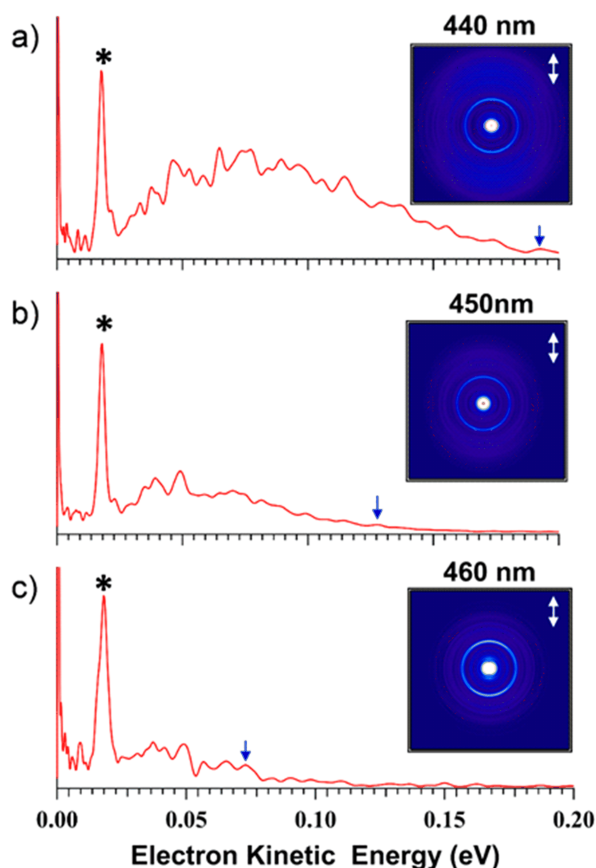 a)
440 nm
*
b)
450nm
*
c)
460 nm
*
0.00 0.05 0.10 0.15 0.20
Electron Kinetic Energy (eV)